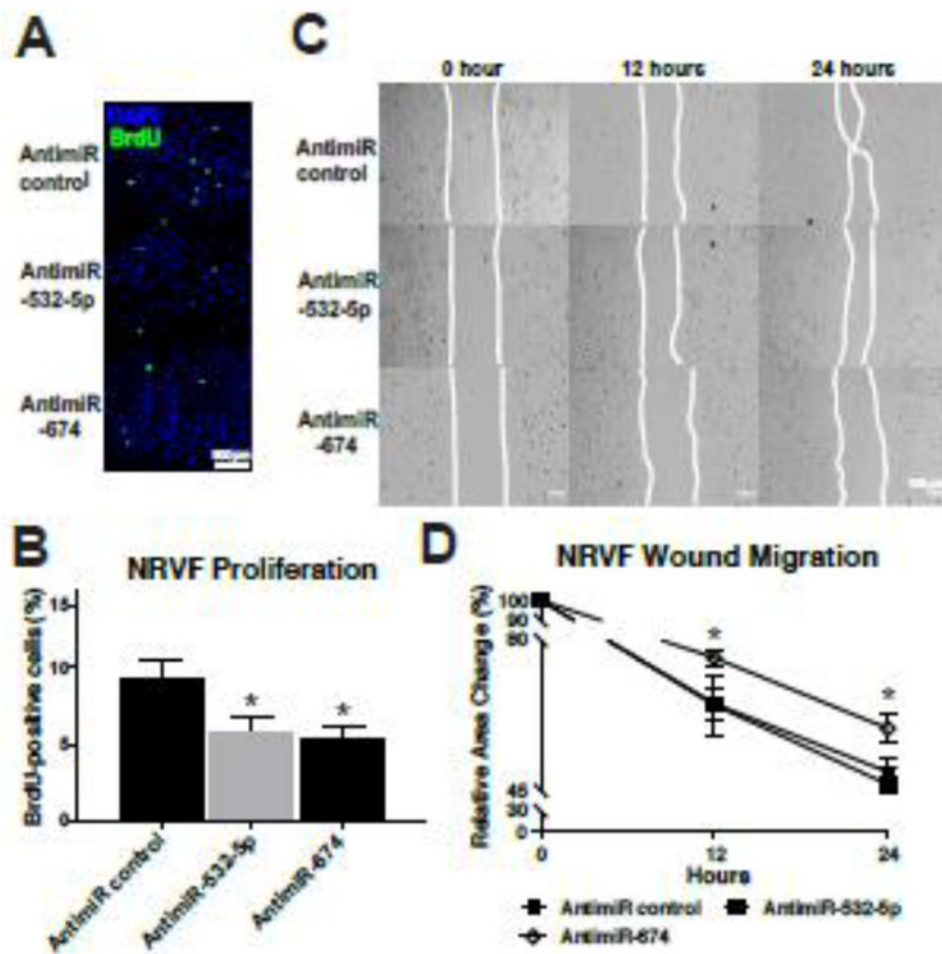 A
DAPI
BrdU
AntimiR
control
AntimiR
-532-5p
AntimiR
-674
C
0 hour
12 hours
24 hours
AntimiR
control
AntimiR
-532-5p
AntimiR
-674
B
NRVF Proliferation
BrdU-positive cells (%)
15
10
5
0
AntimiR control
AntimiR-532-5p
AntimiR-674
*
*
D
NRVF Wound Migration
Relative Area Change (%)
100
90
80
45
30
0
*
*
0
12
24
Hours
AntimiR control
AntimiR-532-5p
AntimiR-674